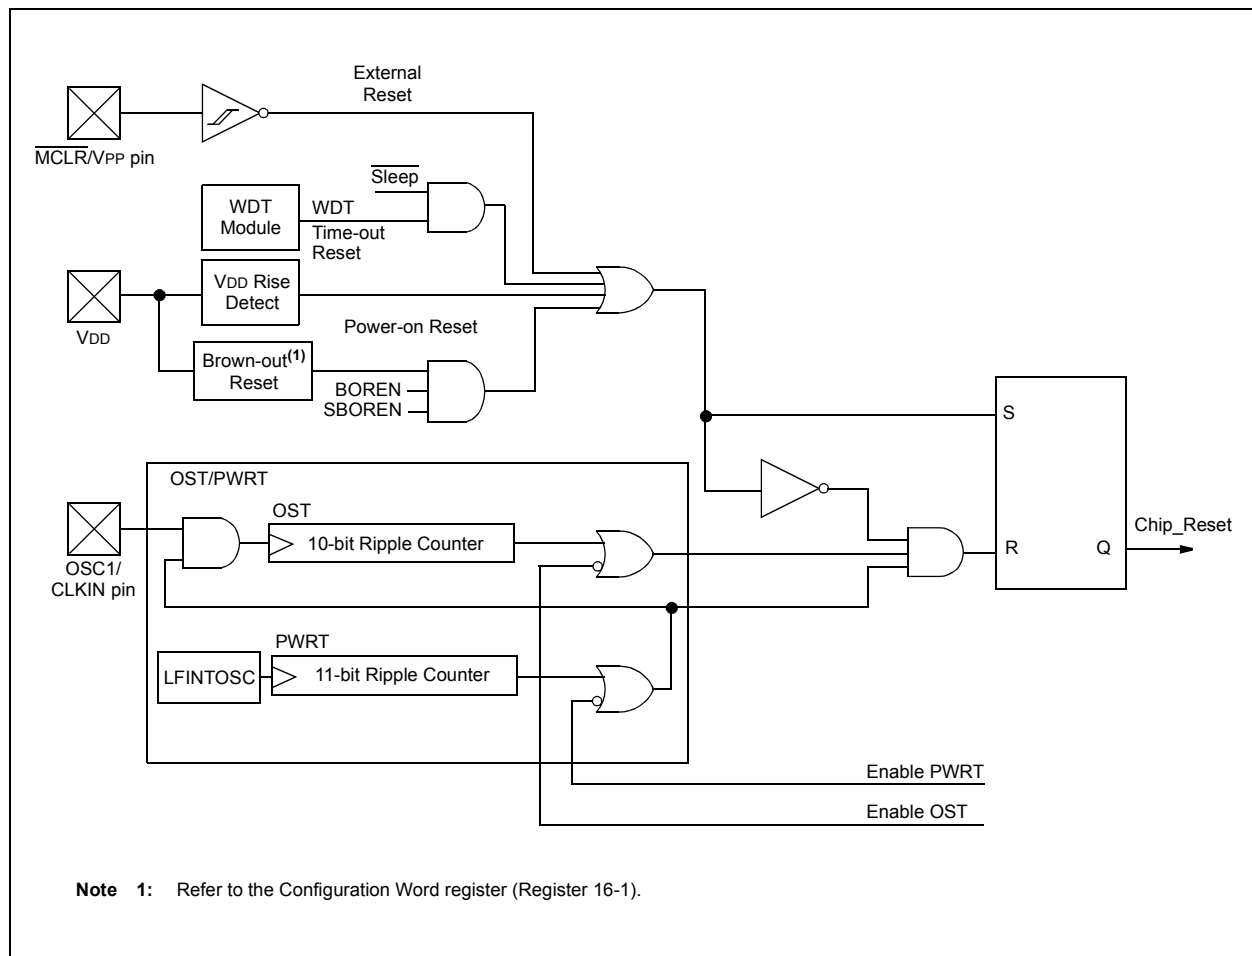 External
Reset
MCLR/VPP pin
Sleep
WDT
Module
WDT
Time-out
Reset
VDD Rise
Detect
VDD
Power-on Reset
Brown-out(1)
Reset
BOREN
SBOREN
S
OST/PWRT
OST
10-bit Ripple Counter
OSC1/
CLKIN pin
Chip_Reset
R
Q
PWRT
LFINTOSC
11-bit Ripple Counter
Enable PWRT
Enable OST
Note 1: Refer to the Configuration Word register (Register 16-1).